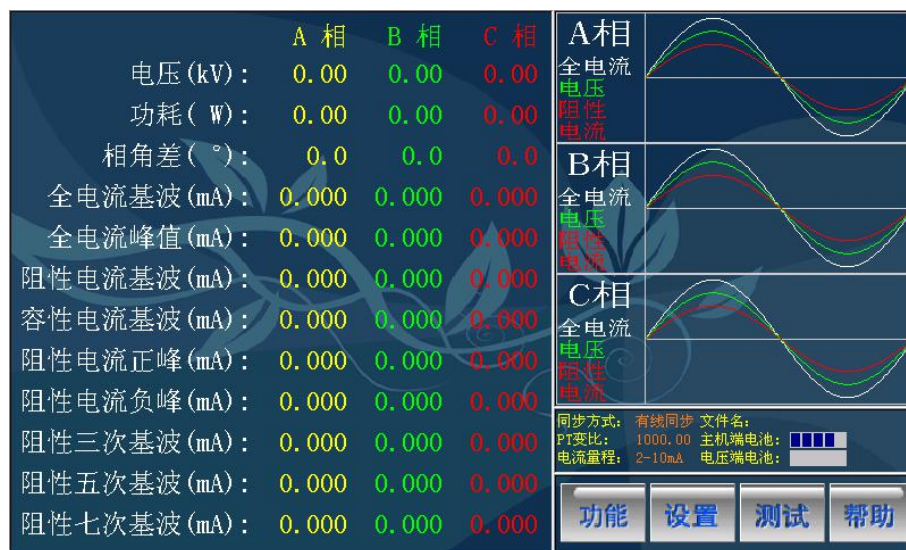 A 相 B 相 C 相
电压(kV): 0.00 0.00 0.00
功耗( W): 0.00 0.00 0.00
相角差( °): 0.0 0.0 0.0
全电流基波(mA): 0.000 0.000 0.000
全电流峰值(mA): 0.000 0.000 0.000
阻性电流基波(mA): 0.000 0.000 0.000
容性电流基波(mA): 0.000 0.000 0.000
阻性电流正峰(mA): 0.000 0.000 0.000
阻性电流负峰(mA): 0.000 0.000 0.000
阻性三次基波(mA): 0.000 0.000 0.000
阻性五次基波(mA): 0.000 0.000 0.000
阻性七次基波(mA): 0.000 0.000 0.000
A相
全电流
电压
阻性
电流
B相
全电流
电压
阻性
电流
C相
全电流
电压
阻性
电流
同步方式: 有线同步 文件名:
PT变比: 1000.00 主机端电池:
电流量程: 2-10mA 电压端电池:
功能 设置 测试 帮助